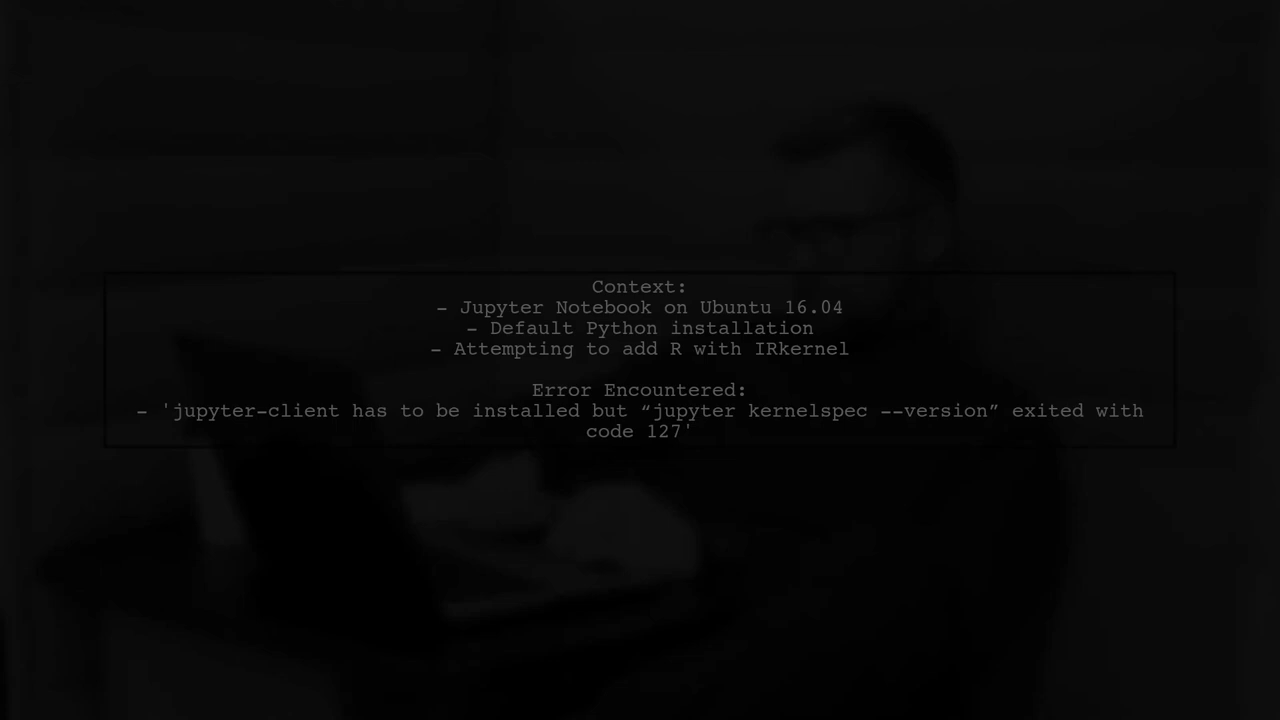 Context:
- Jupyter Notebook on Ubuntu 16.04
- Default Python installation
- Attempting to add R with IRkernel
Error Encountered:
- 'jupyter-client has to be installed but “jupyter kernelspec --version” exited with
code 127'